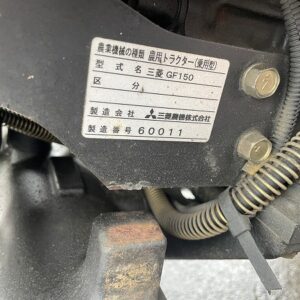 農業機械の種類 農用トラクター(乗用型)
型式名 三菱 GF150
区分
製造会社 三菱農機株式会社
製造番号 60011